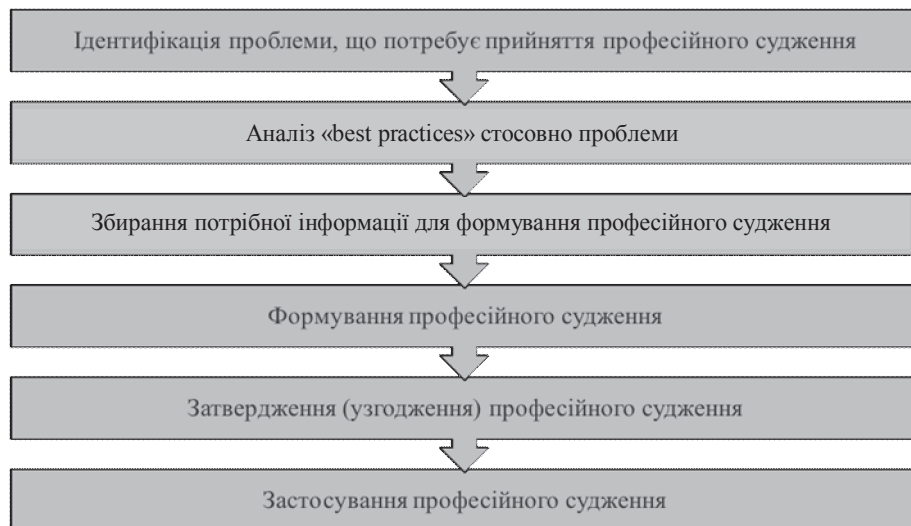 Ідентифікація проблеми, що потребує прийняття професійного судження
Аналіз «best practices» стосовно проблеми
Збирання потрібної інформації для формування професійного судження
Формування професійного судження
Затвердження (узгодження) професійного судження
Застосування професійного судження